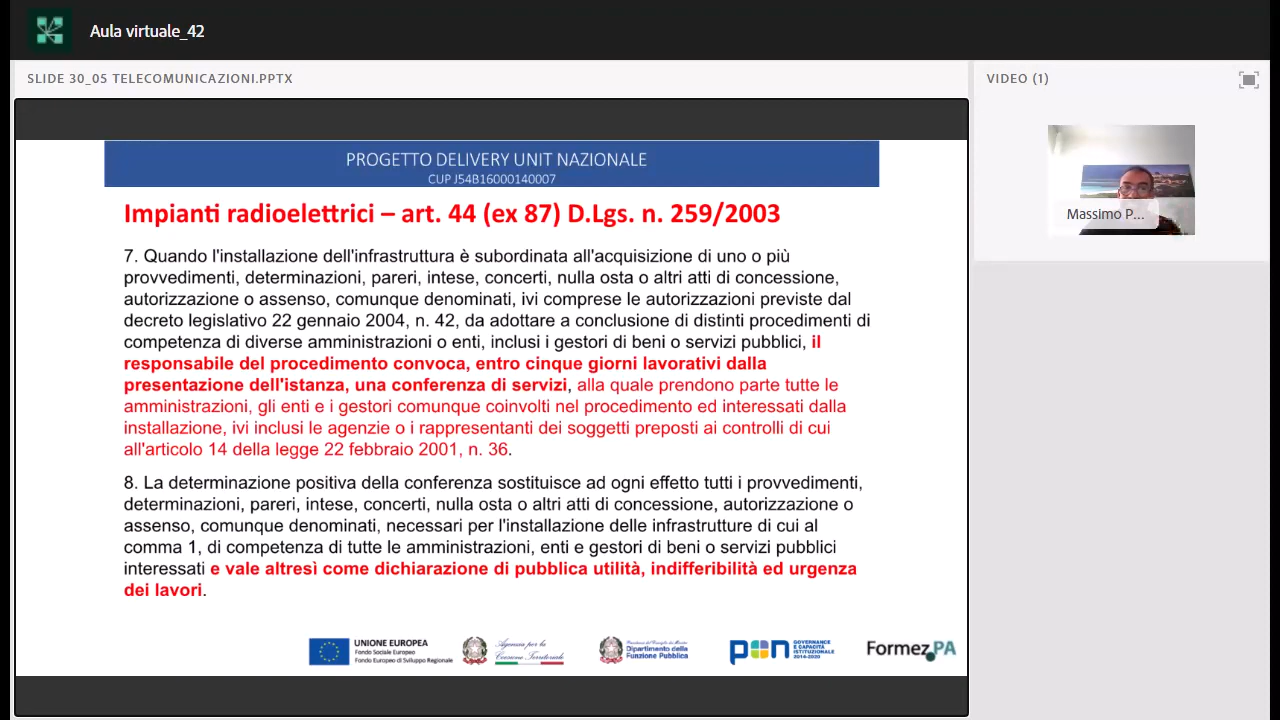 Aula virtuale_42
SLIDE 30_05 TELECOMUNICAZIONI.PPTX
VIDEO (1)
Massimo P...
PROGETTO DELIVERY UNIT NAZIONALE
CUP J54B16000140007
Impianti radioelettrici – art. 44 (ex 87) D.Lgs. n. 259/2003
7. Quando l'installazione dell'infrastruttura è subordinata all'acquisizione di uno o più
provvedimenti, determinazioni, pareri, intese, concerti, nulla osta o altri atti di concessione,
autorizzazione o assenso, comunque denominati, ivi comprese le autorizzazioni previste dal
decreto legislativo 22 gennaio 2004, n. 42, da adottare a conclusione di distinti procedimenti di
competenza di diverse amministrazioni o enti, inclusi i gestori di beni o servizi pubblici, il
responsabile del procedimento convoca, entro cinque giorni lavorativi dalla
presentazione dell'istanza, una conferenza di servizi, alla quale prendono parte tutte le
amministrazioni, gli enti e i gestori comunque coinvolti nel procedimento ed interessati dalla
installazione, ivi inclusi le agenzie o i rappresentanti dei soggetti preposti ai controlli di cui
all'articolo 14 della legge 22 febbraio 2001, n. 36.
8. La determinazione positiva della conferenza sostituisce ad ogni effetto tutti i provvedimenti,
determinazioni, pareri, intese, concerti, nulla osta o altri atti di concessione, autorizzazione o
assenso, comunque denominati, necessari per l'installazione delle infrastrutture di cui al
comma 1, di competenza di tutte le amministrazioni, enti e gestori di beni o servizi pubblici
interessati e vale altresì come dichiarazione di pubblica utilità, indifferibilità ed urgenza
dei lavori.
UNIONE EUROPEA
Fondo Sociale Europeo
Fondo Europeo di Sviluppo Regionale
Agenzia per la
Coesione Territoriale
Presidenza del Consiglio dei Ministri
Dipartimento della
Funzione Pubblica
pon
GOVERNANCE
E CAPACITÀ
ISTITUZIONALE
2014-2020
FormezPA